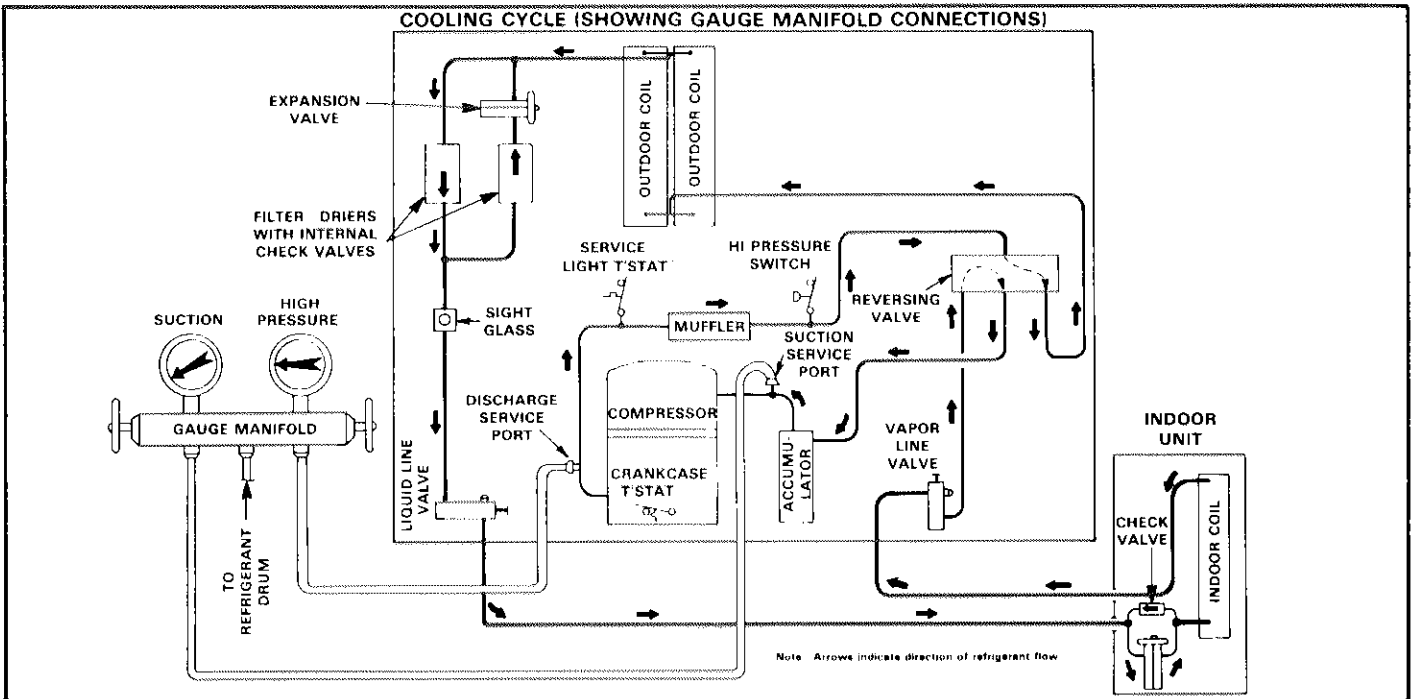 COOLING CYCLE (SHOWING GAUGE MANIFOLD CONNECTIONS)
EXPANSION
VALVE
OUTDOOR COIL
OUTDOOR COIL
FILTER DRIERS
WITH INTERNAL
CHECK VALVES
SERVICE
LIGHT T'STAT
HI PRESSURE
SWITCH
REVERSING
VALVE
SIGHT
GLASS
MUFFLER
SUCTION
SERVICE
PORT
SUCTION
HIGH
PRESSURE
GAUGE MANIFOLD
DISCHARGE
SERVICE
PORT
COMPRESSOR
CRANKCASE
T'STAT
ACCUMU-
LATOR
VAPOR
LINE
VALVE
INDOOR
UNIT
LIQUID LINE
VALVE
CHECK
VALVE
INDOOR COIL
TO
REFRIGERANT
DRUM
Note Arrows indicate direction of refrigerant flow